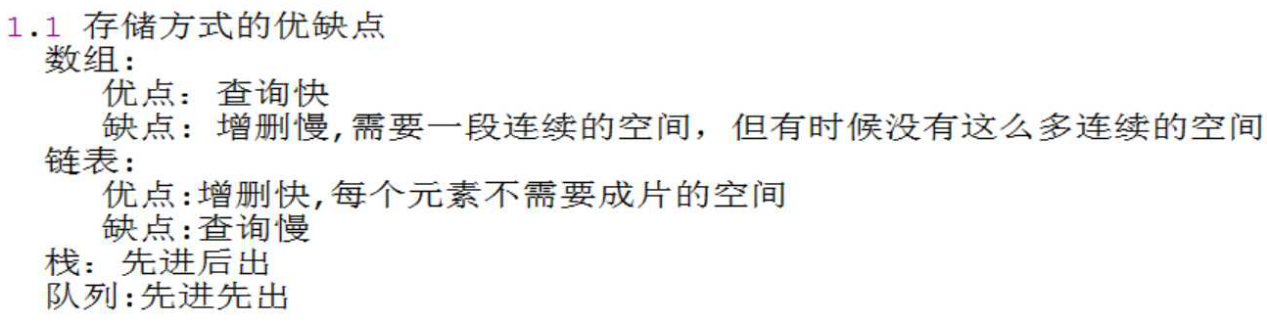 1.1 存储方式的优缺点
数组：
优点： 查询快
缺点： 增删慢,需要一段连续的空间，但有时候没有这么多连续的空间
链表：
优点:增删快,每个元素不需要成片的空间
缺点:查询慢
栈： 先进后出
队列:先进先出